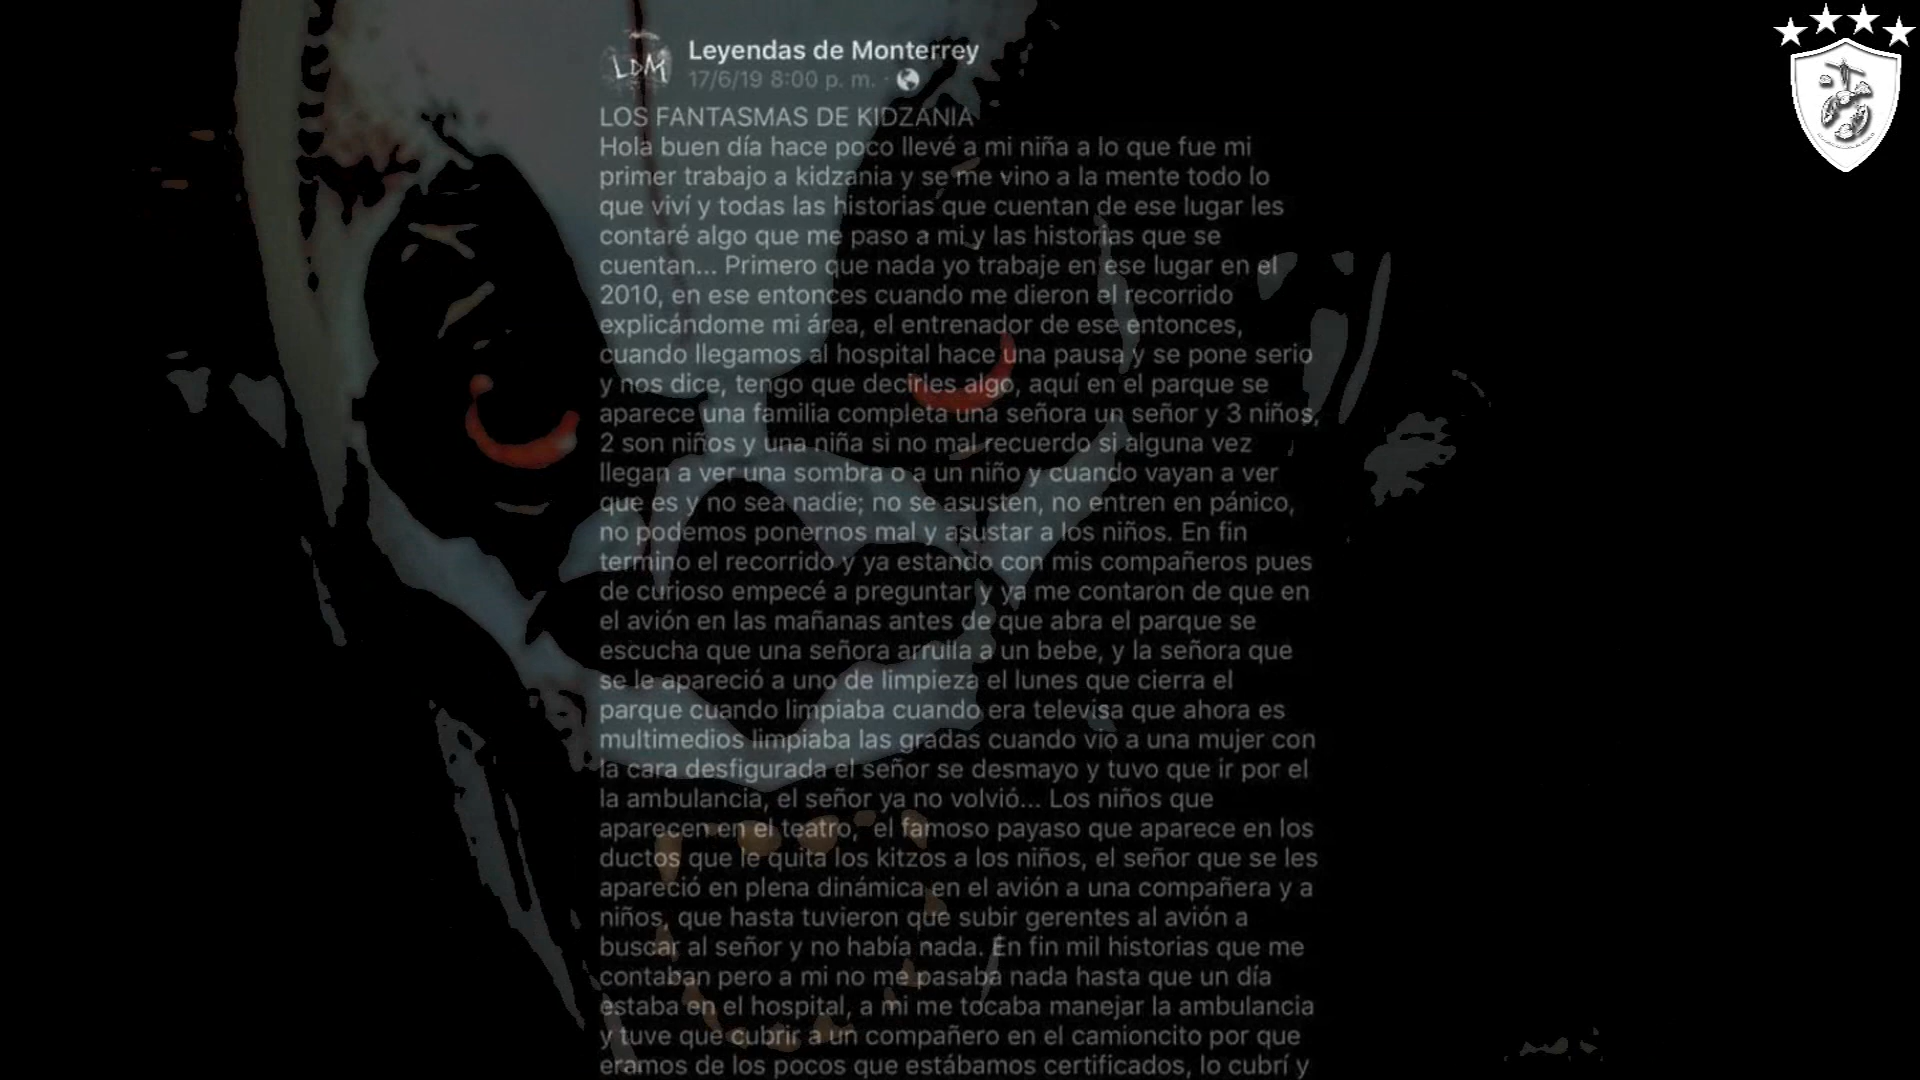 LDM
Leyendas de Monterrey
17/6/19 8:00 p. m. ·
LOS FANTASMAS DE KIDZANIA
Hola buen día hace poco llevé a mi niña a lo que fue mi
primer trabajo a kidzania y se me vino a la mente todo lo
que viví y todas las historias que cuentan de ese lugar les
contaré algo que me paso a mi y las historias que se
cuentan... Primero que nada yo trabaje en ese lugar en el
2010, en ese entonces cuando me dieron el recorrido
explicándome mi área, el entrenador de ese entonces,
cuando llegamos al hospital hace una pausa y se pone serio
y nos dice, tengo que decirles algo, aquí en el parque se
aparece una familia completa una señora un señor y 3 niños,
2 son niños y una niña si no mal recuerdo si alguna vez
llegan a ver una sombra o a un niño y cuando vayan a ver
que es y no sea nadie; no se asusten, no entren en pánico,
no podemos ponernos mal y asustar a los niños. En fin
termino el recorrido y ya estando con mis compañeros pues
de curioso empecé a preguntar y ya me contaron de que en
el avión en las mañanas antes de que abra el parque se
escucha que una señora arrulla a un bebe, y la señora que
se le apareció a uno de limpieza el lunes que cierra el
parque cuando limpiaba cuando era televisa que ahora es
multimedios limpiaba las gradas cuando vio a una mujer con
la cara desfigurada el señor se desmayo y tuvo que ir por el
la ambulancia, el señor ya no volvió... Los niños que
aparecen en el teatro, el famoso payaso que aparece en los
ductos que le quita los kitzos a los niños, el señor que se les
apareció en plena dinámica en el avión a una compañera y a
niños, que hasta tuvieron que subir gerentes al avión a
buscar al señor y no había nada. En fin mil historias que me
contaban pero a mi no me pasaba nada hasta que un día
estaba en el hospital, a mi me tocaba manejar la ambulancia
y tuve que cubrir a un compañero en el camioncito por que
eramos de los pocos que estábamos certificados, lo cubrí y